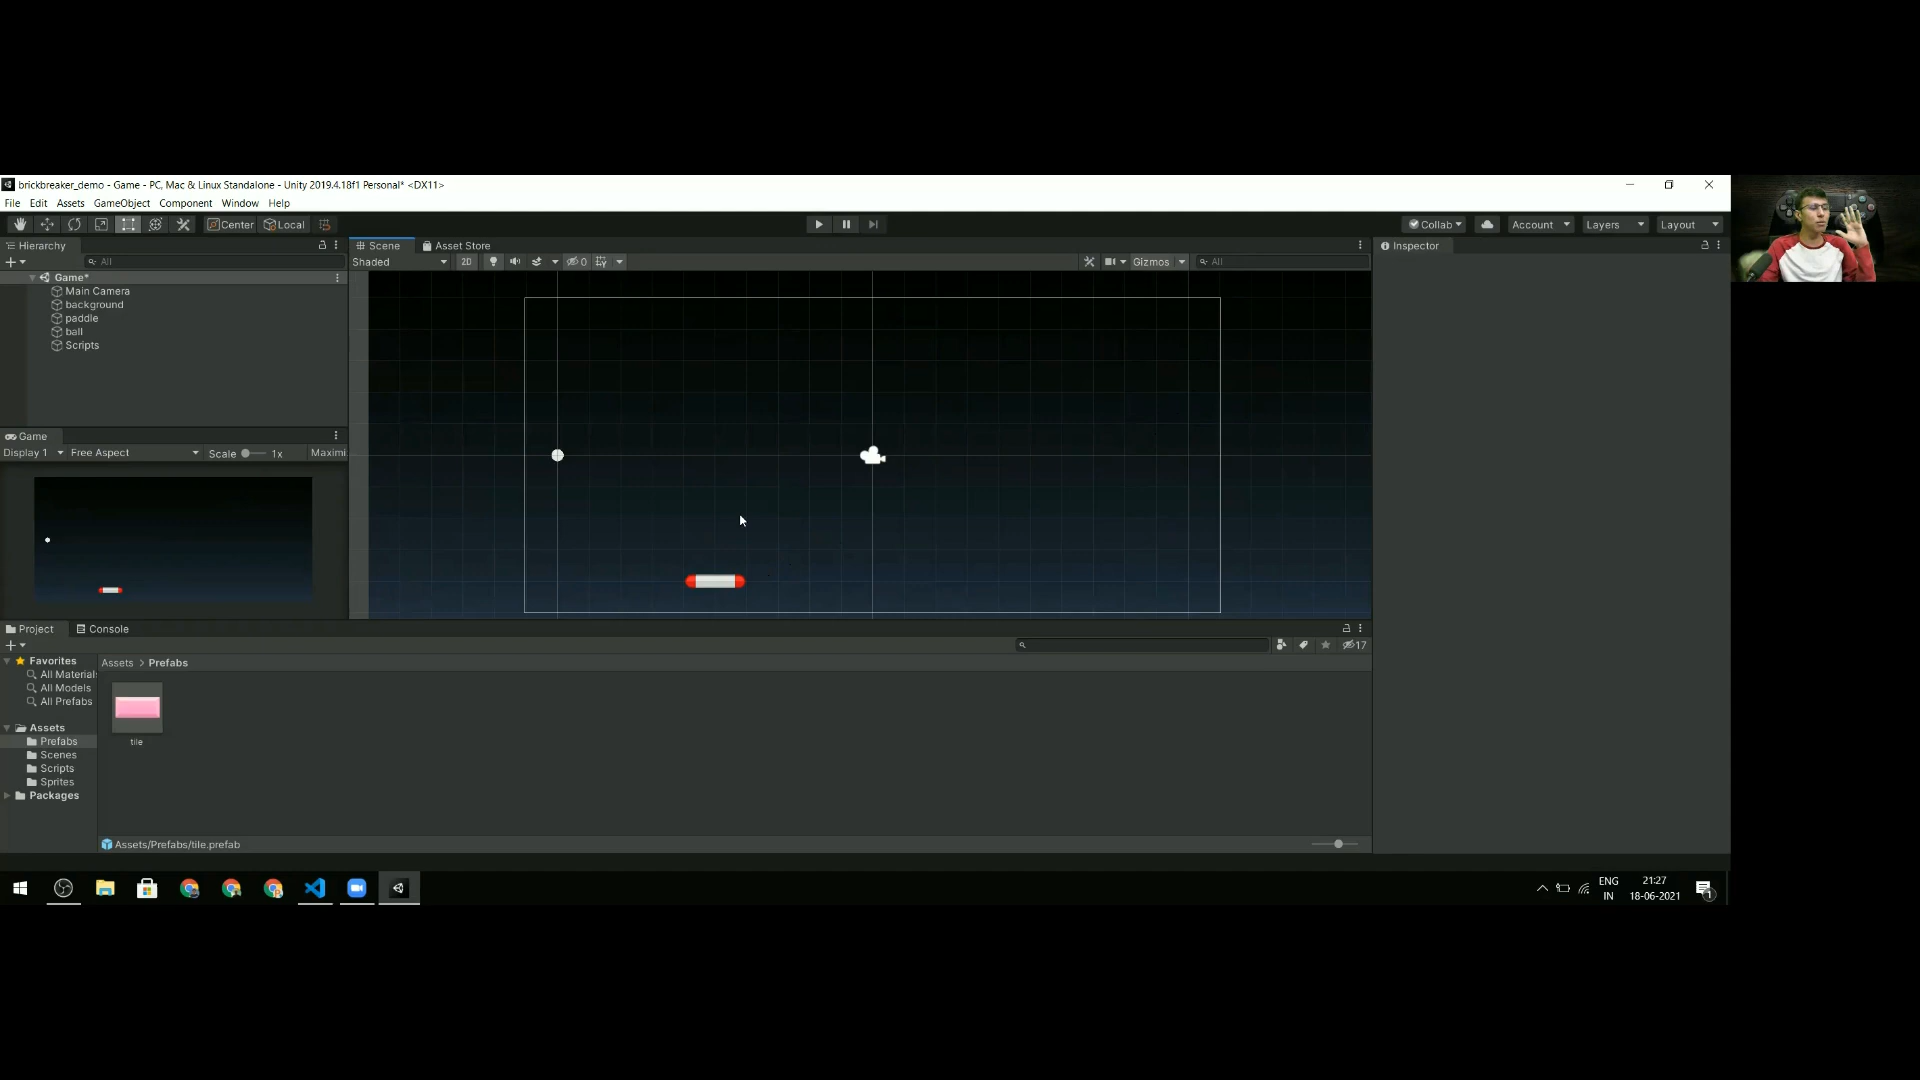 brickbreaker_demo - Game - PC, Mac & Linux Standalone - Unity 2019.4.18f1 Personal* <DX11>
File Edit Assets GameObject Component Window Help
Center Local Collab Account Layers Layout
Hierarchy Scene Asset Store Inspector
All Shaded 2D 0 Gizmos All
Game*
Main Camera
background
paddle
ball
Scripts
Game
Display 1 Free Aspect Scale 1x Maximi
Project Console
17
Favorites Assets > Prefabs
All Material
All Models
All Prefabs
Assets
Prefabs tile
Scenes
Scripts
Sprites
Packages
Assets/Prefabs/tile.prefab
ENG 21:27
IN 18-06-2021 1